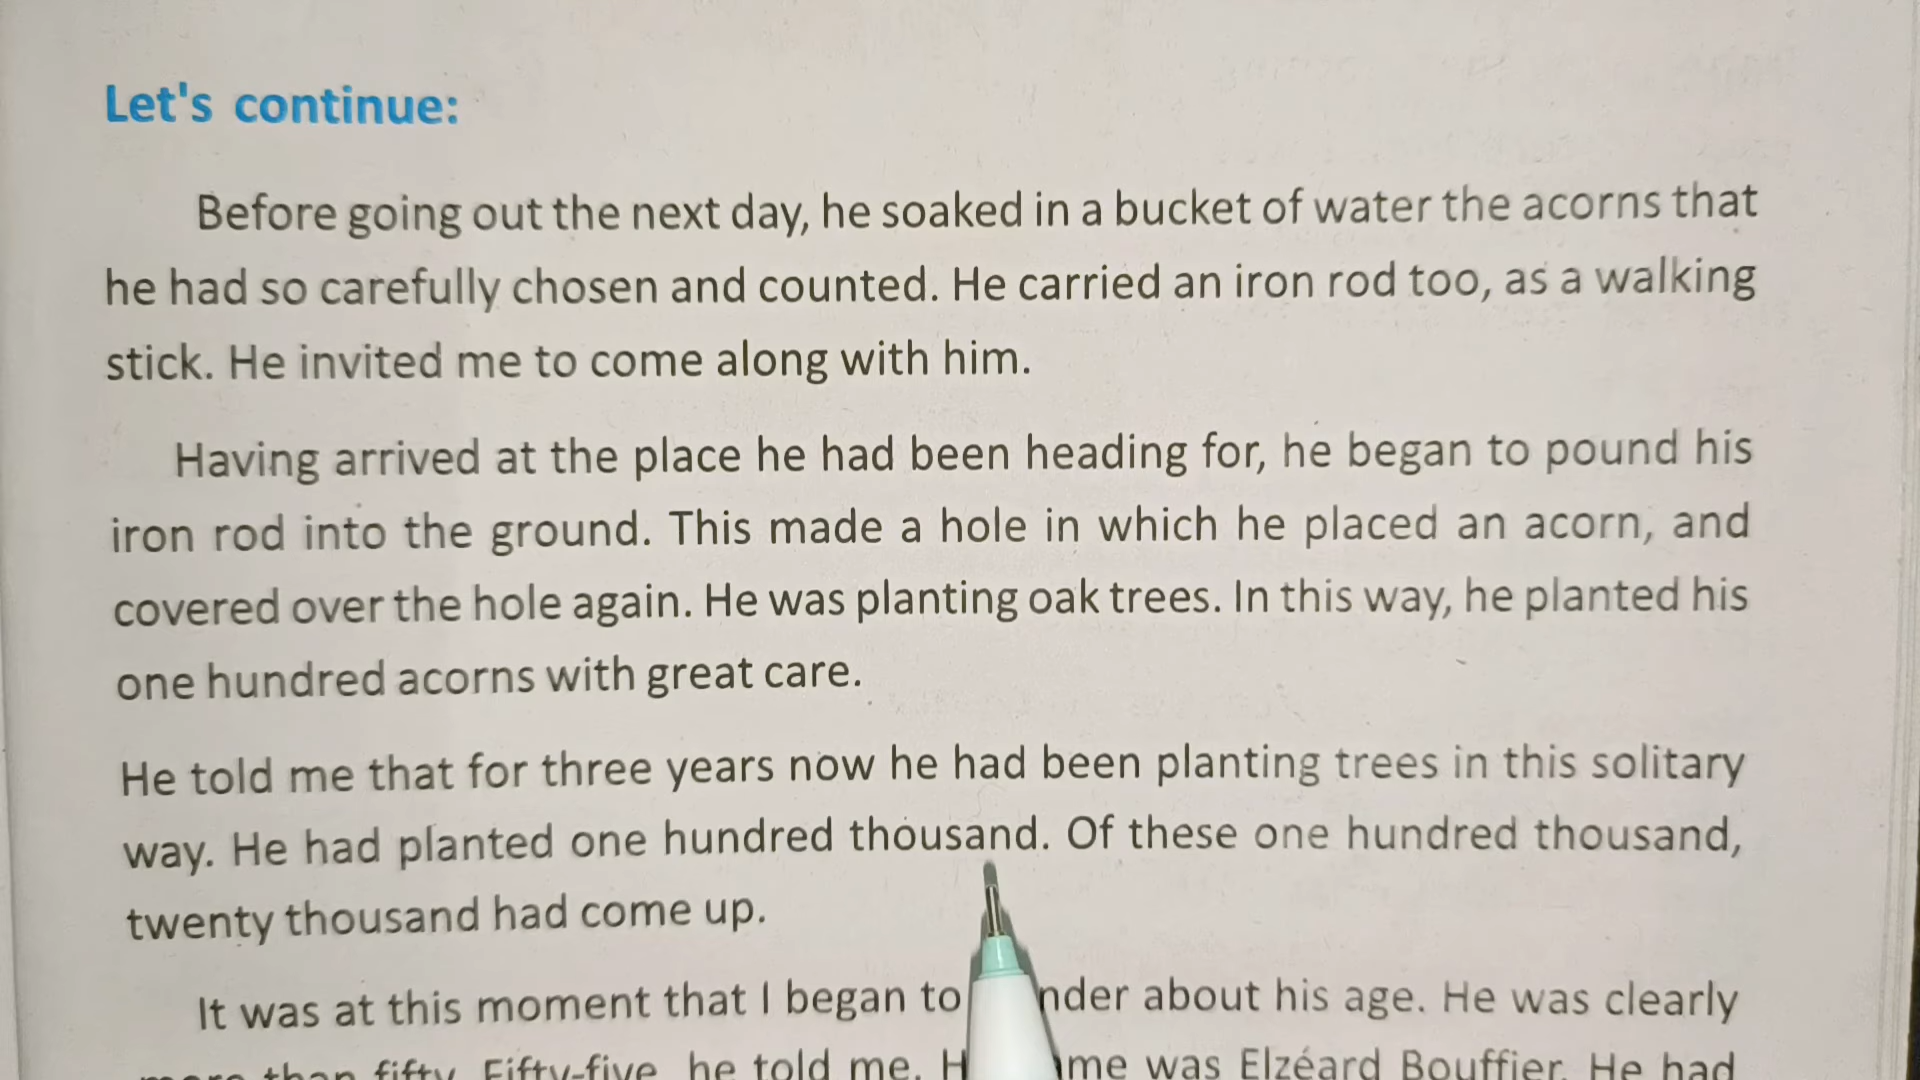 Let's continue:
Before going out the next day, he soaked in a bucket of water the acorns that
he had so carefully chosen and counted. He carried an iron rod too, as a walking
stick. He invited me to come along with him.
Having arrived at the place he had been heading for, he began to pound his
iron rod into the ground. This made a hole in which he placed an acorn, and
covered over the hole again. He was planting oak trees. In this way, he planted his
one hundred acorns with great care.
He told me that for three years now he had been planting trees in this solitary
way. He had planted one hundred thousand. Of these one hundred thousand,
twenty thousand had come up.
It was at this moment that I began to about his age. He was clearly
more than fifty. Fifty-five, he told me. was Elzéard Bouffier. He had